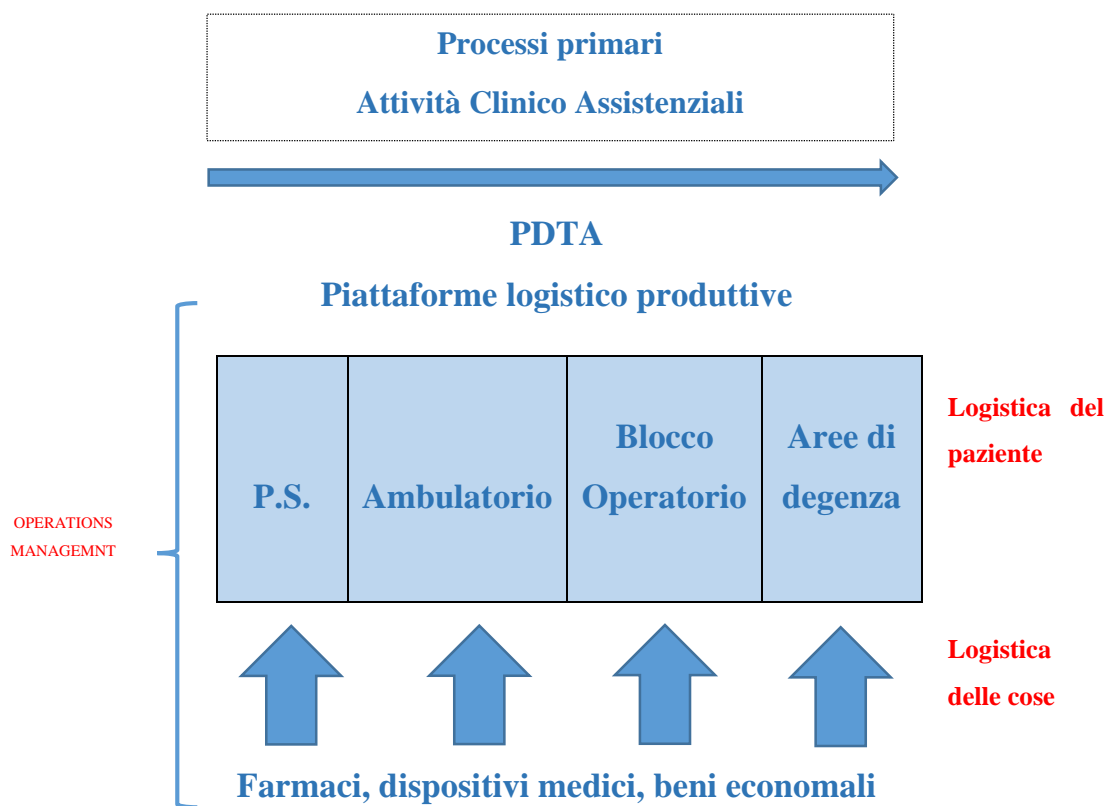 Processi primari
Attività Clinico Assistenziali
PDTA
Piattaforme logistico produttive
OPERATIONS
MANAGEMNT
P.S.
Ambulatorio
Blocco
Operatorio
Aree di
degenza
Logistica del
paziente
Logistica
delle cose
Farmaci, dispositivi medici, beni economali